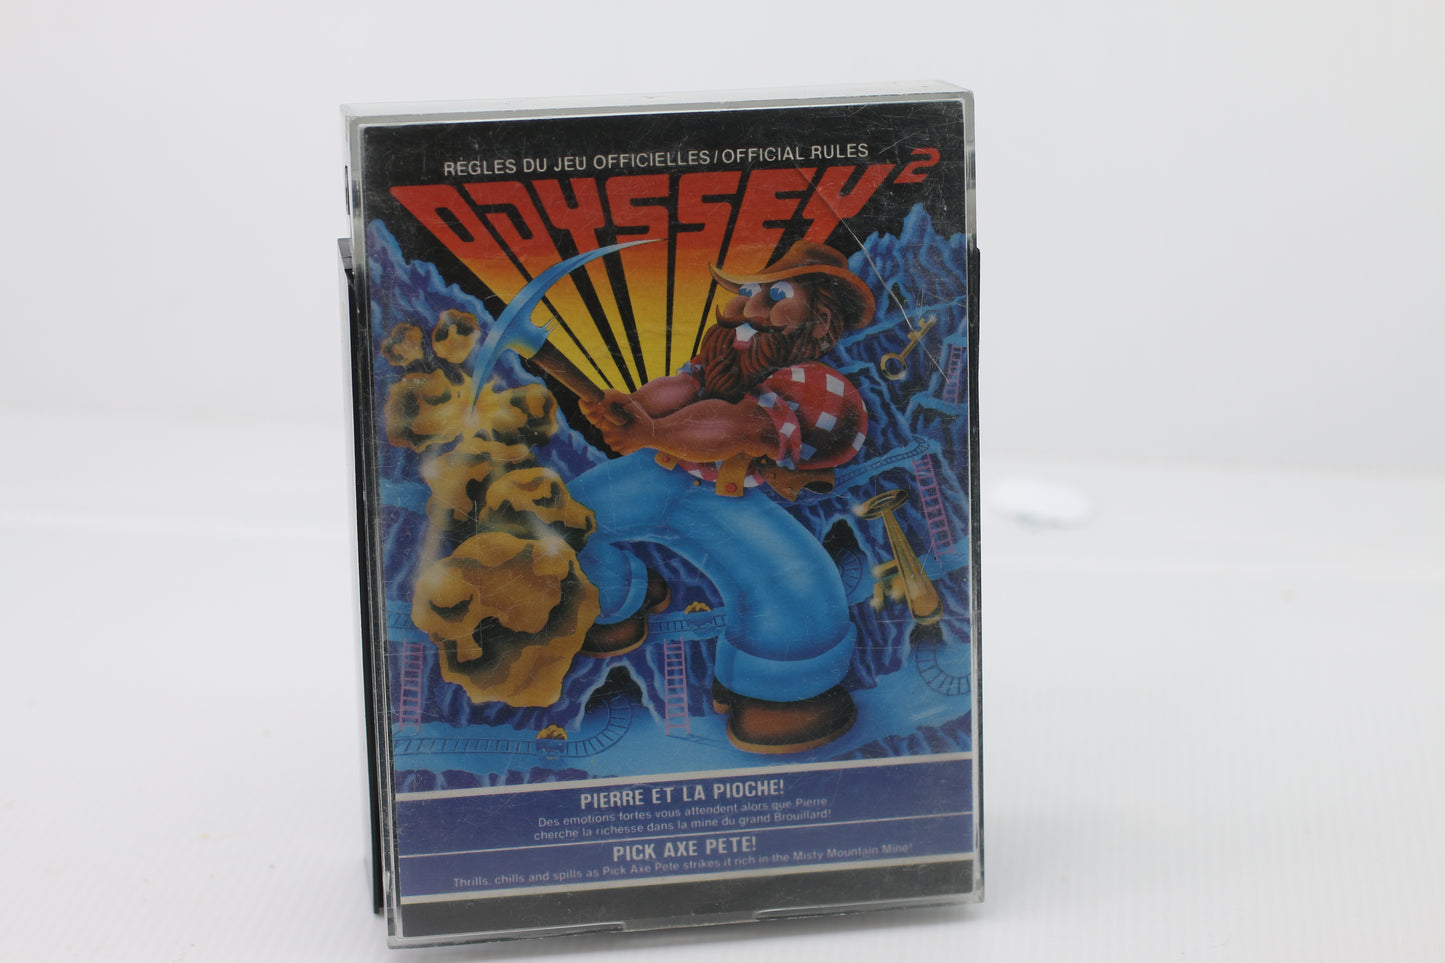 RÈGLES DU JEU OFFICIELLES/OFFICIAL RULES
ODYSSEY²
PIERRE ET LA PIOCHE!
Des emotions fortes vous attendent alors que Pierre
cherche la richesse dans la mine du grand Brouillard!
PICK AXE PETE!
Thrills, chills and spills as Pick Axe Pete strikes it rich in the Misty Mountain Mine!